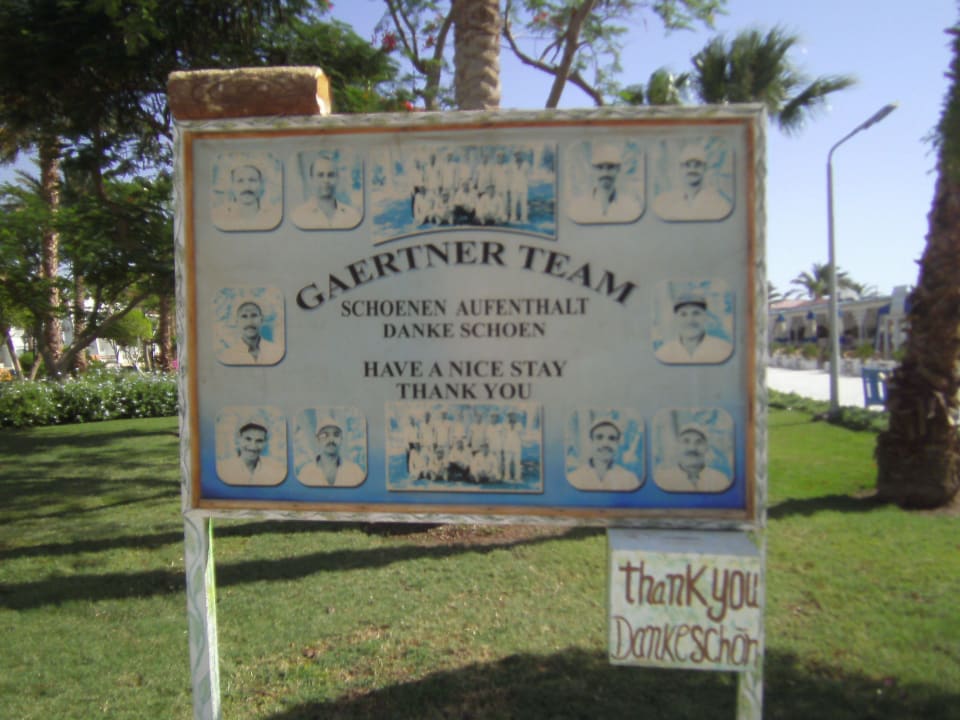 GAERTNER TEAM
SCHOENEN AUFENTHALT
DANKE SCHOEN
HAVE A NICE STAY
THANK YOU
thank you
Dankeschön